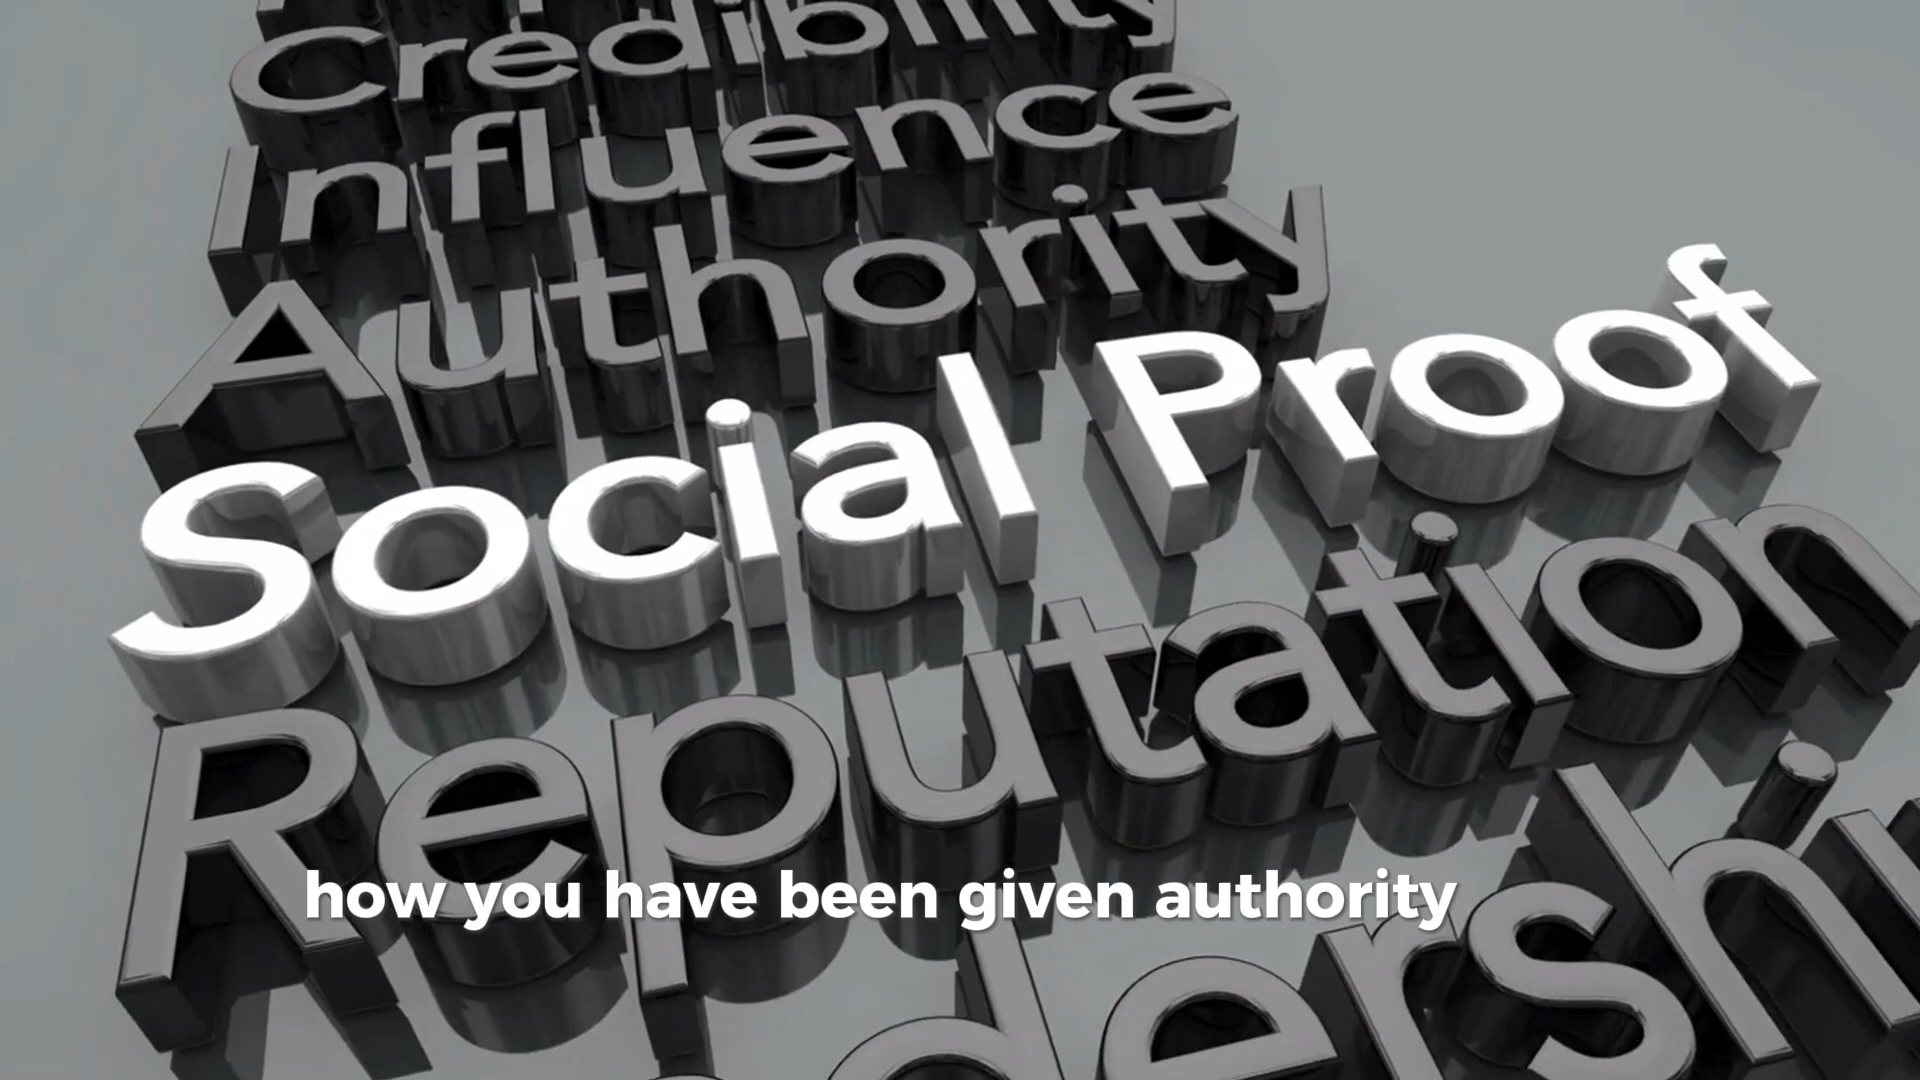 Credibility
Influence
Authority
Social Proof
Reputation
how you have been given authority